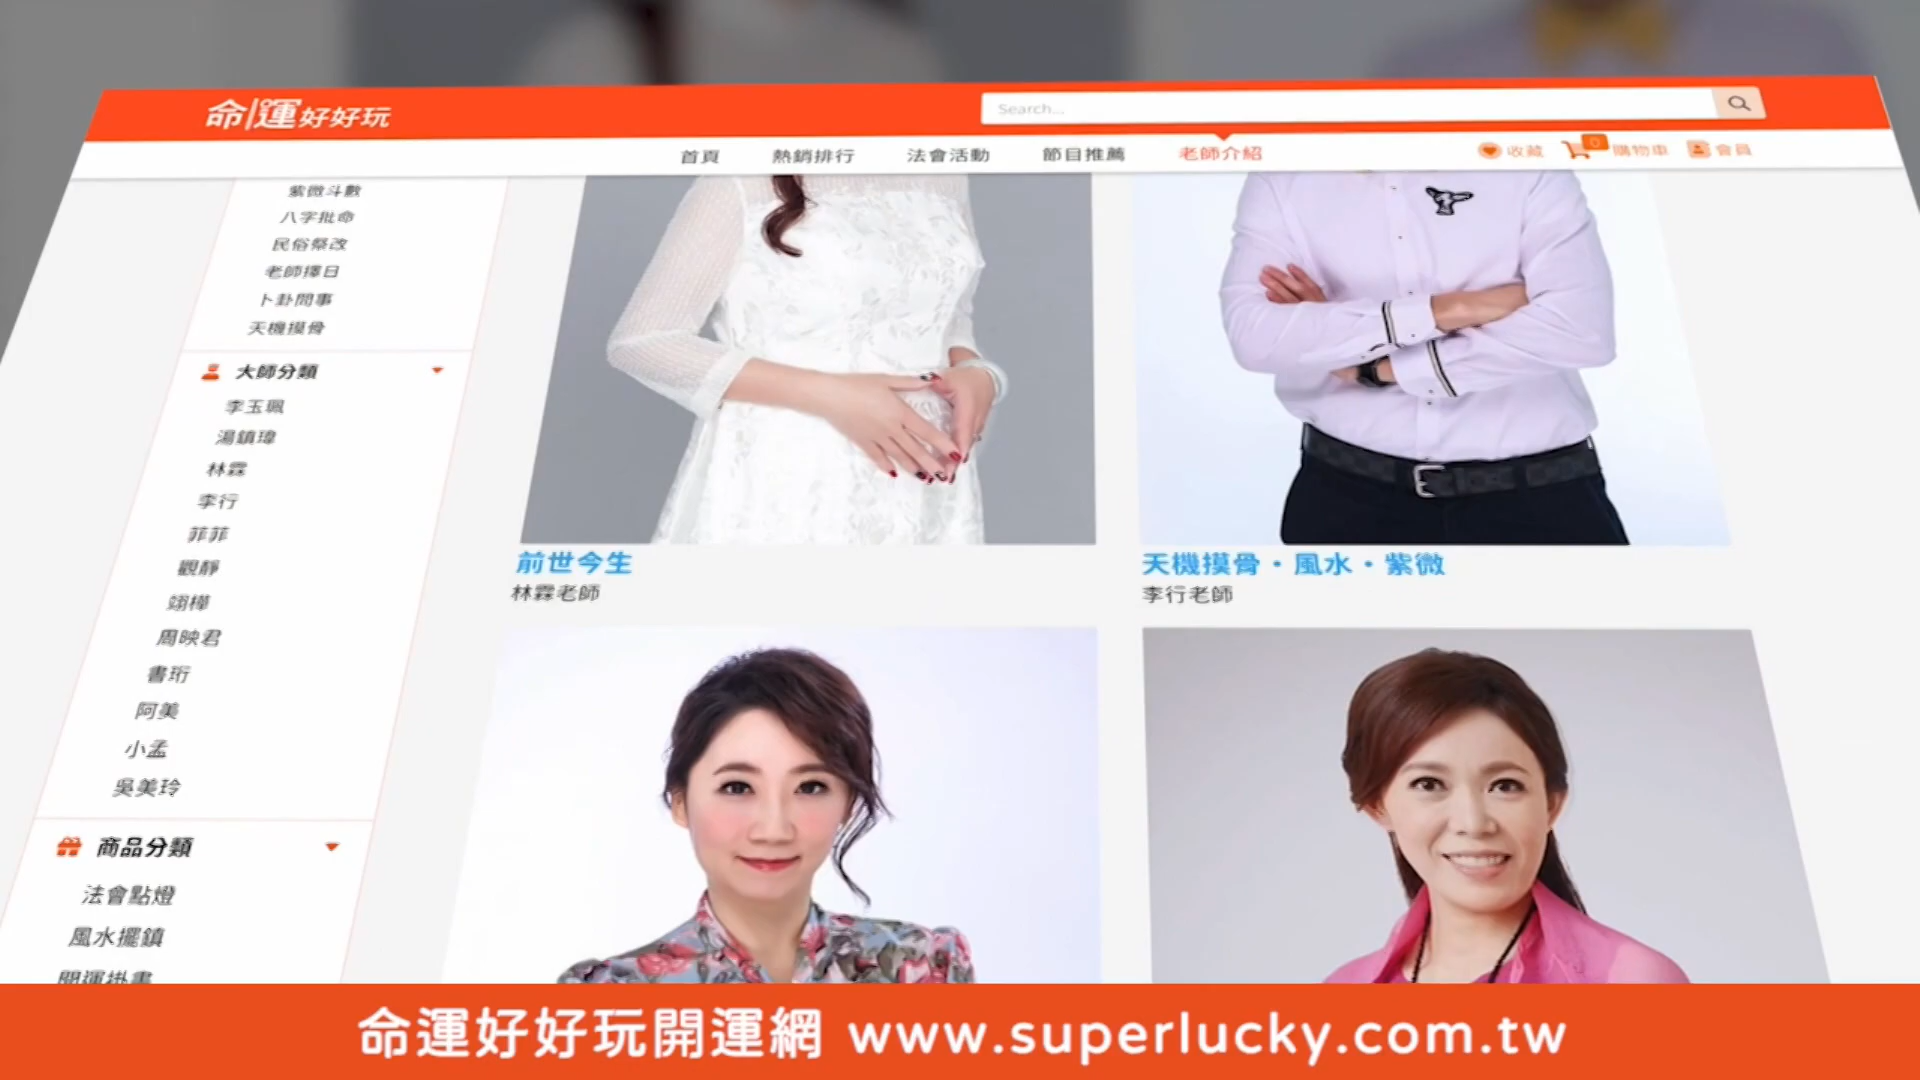 命運好好玩
Search...
首頁 熱銷排行 法會活動 節目推薦 老師介紹 收藏 0 購物車 會員
紫微斗數
八字批命
民俗祭改
老師擇日
卜卦問事
天機摸骨
大師分類
李玉珮
湯鎮瑋
林霖
李行
菲菲
觀靜
翊樺
周映君
書珩
阿美
小孟
吳美玲
商品分類
法會點燈
風水擺鎮
開運掛畫
前世今生
林霖老師
天機摸骨・風水・紫微
李行老師
命運好好玩開運網 www.superlucky.com.tw